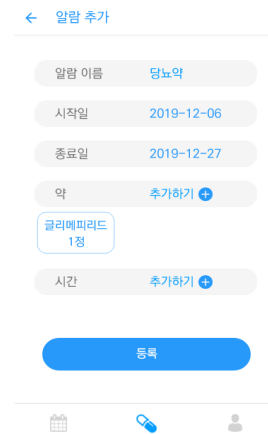 알람 추가
알람 이름 당뇨약
시작일 2019-12-06
종료일 2019-12-27
약 추가하기
글리메피리드
1정
시간 추가하기
등록